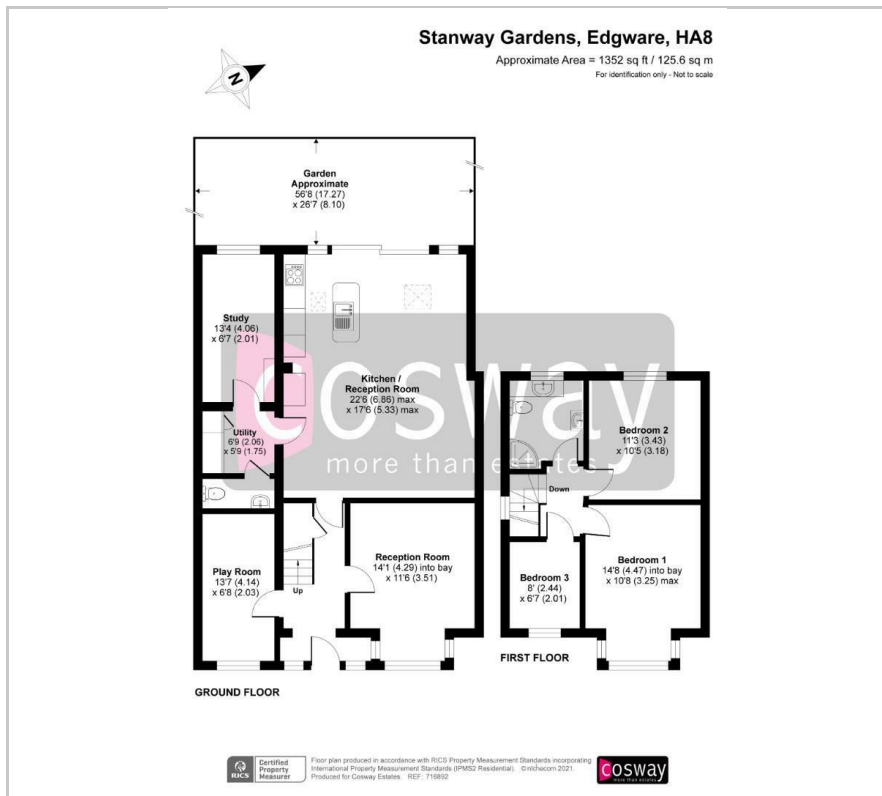 Stanway Gardens, Edgware, HA8
Approximate Area = 1352 sq ft / 125.6 sq m
For identification only - Not to scale
N
Garden
Approximate
56'8 (17.27)
x 26'7 (8.10)
Study
13'4 (4.06)
x 6'7 (2.01)
Kitchen /
Reception Room
22'6 (6.86) max
x 17'6 (5.33) max
Utility
6'9 (2.06)
x 5'9 (1.75)
cosway
more than estates
Play Room
13'7 (4.14)
x 6'8 (2.03)
Up
Reception Room
14'1 (4.29) into bay
x 11'6 (3.51)
GROUND FLOOR
Bedroom 2
11'3 (3.43)
x 10'5 (3.18)
Down
Bedroom 1
14'8 (4.47) into bay
x 10'8 (3.25) max
Bedroom 3
8' (2.44)
x 6'7 (2.01)
FIRST FLOOR
RICS
Certified
Property
Measurer
Floor plan produced in accordance with RICS Property Measurement Standards incorporating
International Property Measurement Standards (IPMS2 Residential). ©nichecom 2021.
Produced for Cosway Estates. REF: 716892
cosway
more than estates